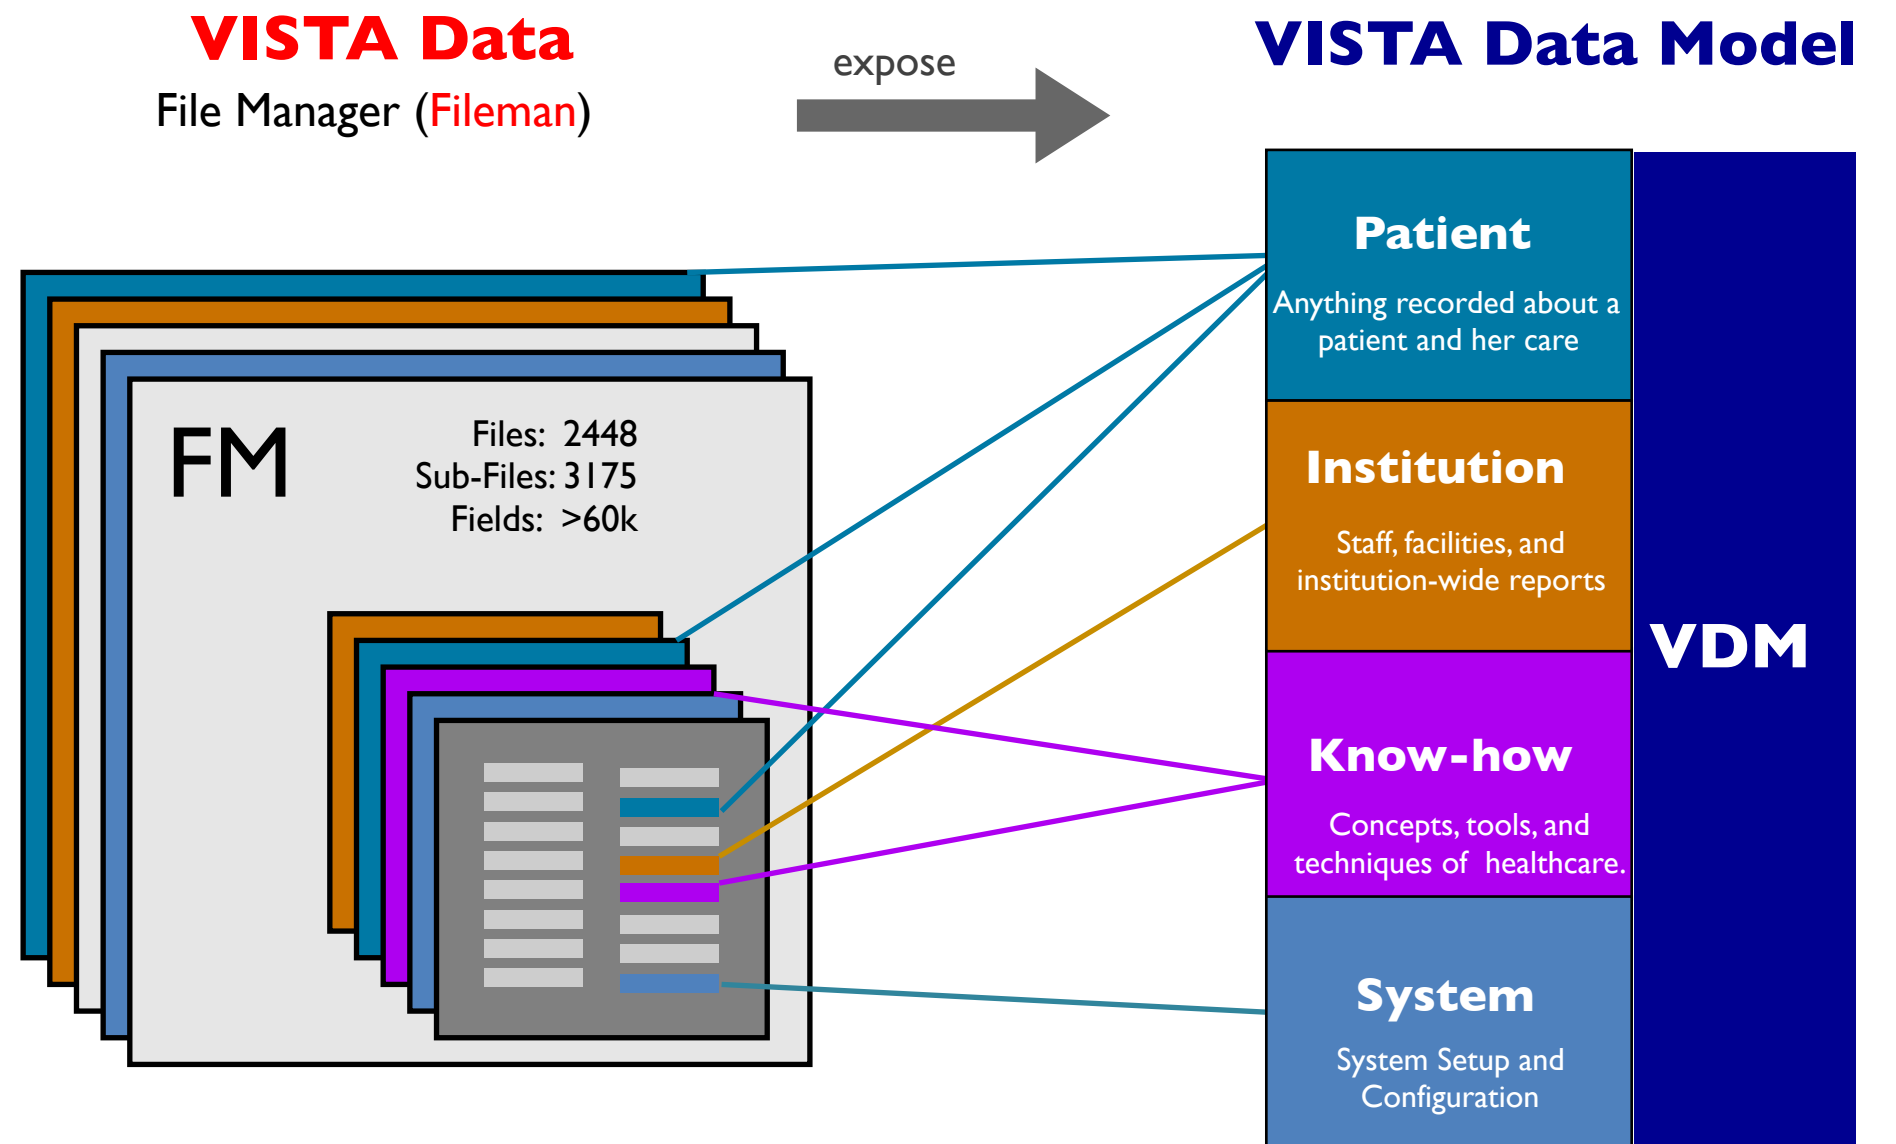 VISTA Data
File Manager (Fileman)
expose
VISTA Data Model
FM
Files: 2448
Sub-Files: 3175
Fields: >60k
Patient
Anything recorded about a
patient and her care
Institution
Staff, facilities, and
institution-wide reports
Know-how
Concepts, tools, and
techniques of healthcare.
System
System Setup and
Configuration
VDM